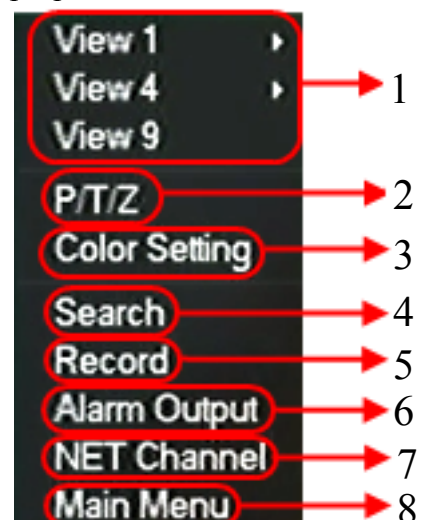 View 1
View 4
View 9
1
P/T/Z
2
Color Setting
3
Search
4
Record
5
Alarm Output
6
NET Channel
7
Main Menu
8